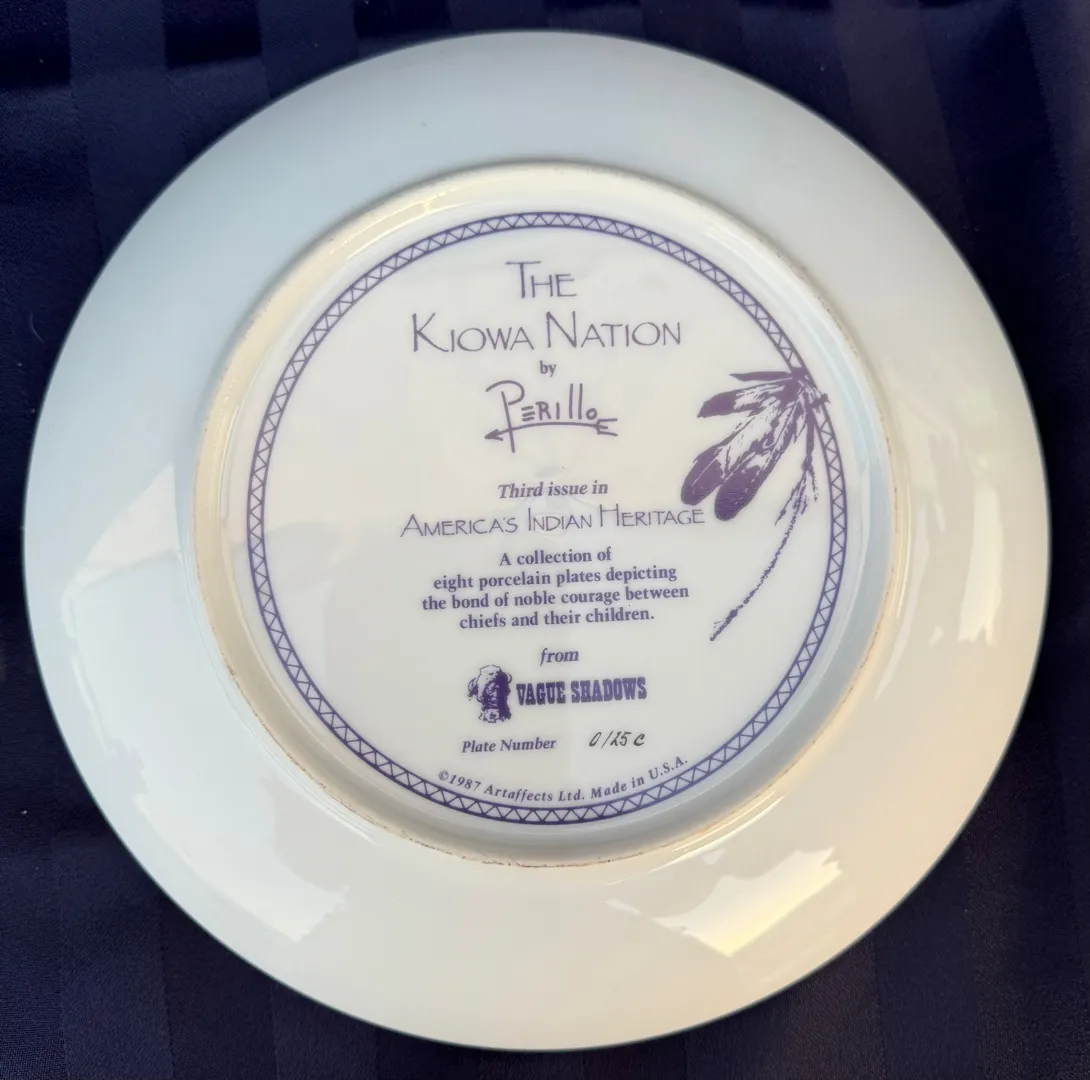 THE
KIOWA NATION
by
PERILLO
Third issue in
AMERICA'S INDIAN HERITAGE
A collection of
eight porcelain plates depicting
the bond of noble courage between
chiefs and their children.
from
VAGUE SHADOWS
Plate Number 0125C
©1987 Artaffects Ltd. Made in U.S.A.